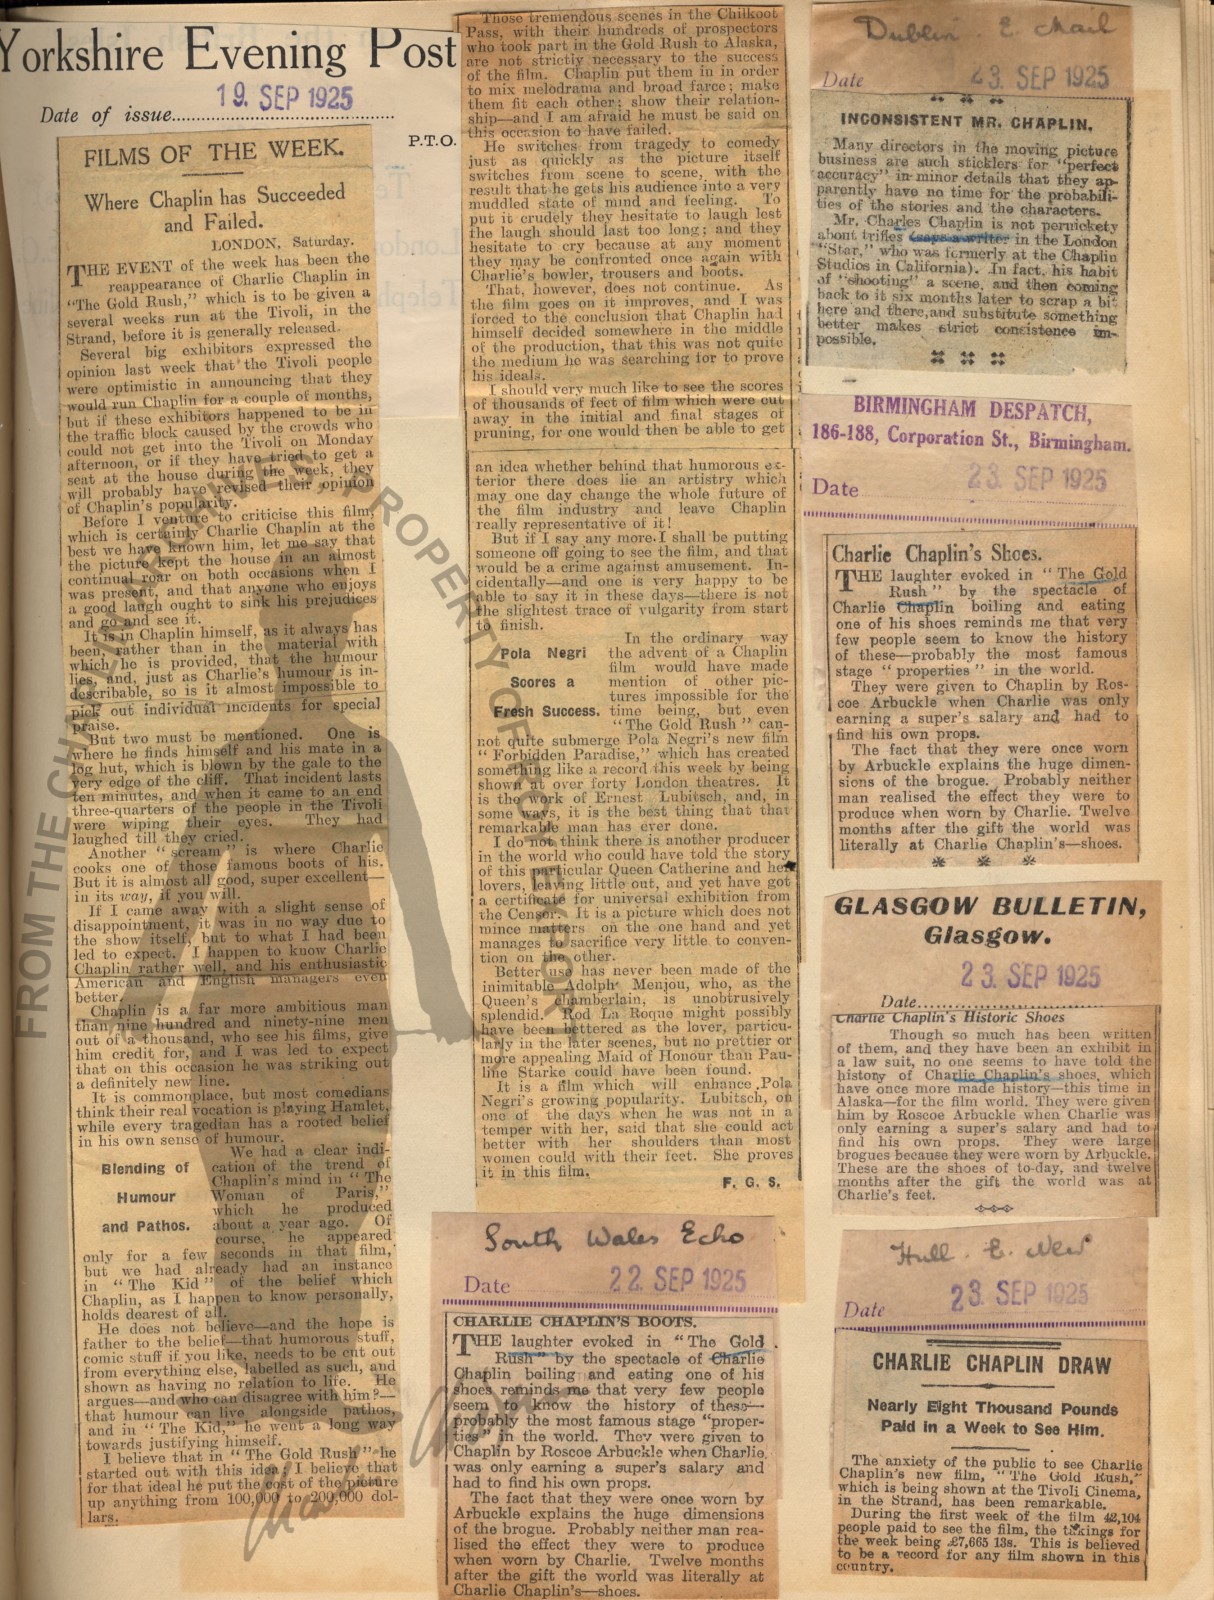 Yorkshire Evening Post
Date of issue 19. SEP 1925
P.T.O.
FILMS OF THE WEEK.
Where Chaplin has Succeeded
and Failed.
LONDON, Saturday.
THE EVENT of the week has been the
reappearance of Charlie Chaplin in
"The Gold Rush," which is to be given a
several weeks run at the Tivoli, in the
Strand, before it is generally released.
Several big exhibitors expressed the
opinion last week that the Tivoli people
were optimistic in announcing that they
would run Chaplin for a couple of months,
but if these exhibitors happened to be in
the traffic block caused by the crowds who
could not get into the Tivoli on Monday
afternoon, or if they have tried to get a
seat at the house during the week, they
will probably have revised their opinion
of Chaplin's popularity.
Before I venture to criticise this film,
which is certainly Charlie Chaplin at the
best we have known him, let me say that
the picture kept the house in an almost
continual roar on both occasions when I
was present, and that anyone who enjoys
a good laugh ought to sink his prejudices
and go and see it.
It is in Chaplin himself, as it always has
been, rather than in the material with
which he is provided, that the humour
lies, and, just as Charlie's humour is in-
describable, so is it almost impossible to
pick out individual incidents for special
praise.
But two must be mentioned. One is
where he finds himself and his mate in a
log hut, which is blown by the gale to the
very edge of the cliff. That incident lasts
ten minutes, and when it came to an end
three-quarters of the people in the Tivoli
were wiping their eyes. They had
laughed till they cried.
Another "scream" is where Charlie
cooks one of those famous boots of his.
But it is almost all good, super excellent—
in its way, if you will.
If I came away with a slight sense of
disappointment, it was in no way due to
the show itself, but to what I had been
led to expect. I happen to know Charlie
Chaplin rather well, and his enthusiastic
American and English managers even
better.
Chaplin is a far more ambitious man
than nine hundred and ninety-nine men
out of a thousand, who see his films, give
him credit for, and I was led to expect
that on this occasion he was striking out
a definitely new line.
It is commonplace, but most comedians
think their real vocation is playing Hamlet,
while every tragedian has a rooted belief
in his own sense of humour.
Blending of
Humour
and Pathos.
We had a clear indi-
cation of the trend of
Chaplin's mind in "The
Woman of Paris,"
which he produced
about a year ago. Of
course, he appeared
only for a few seconds in that film,
but we had already had an instance
in "The Kid" of the belief which
Chaplin, as I happen to know personally,
holds dearest of all.
He does not believe—and the hope is
father to the belief—that humorous stuff,
comic stuff if you like, needs to be cut out
from everything else, labelled as such, and
shown as having no relation to life. He
argues—and who can disagree with him?—
that humour can live alongside pathos,
and in "The Kid," he went a long way
towards justifying himself.
I believe that in "The Gold Rush" he
started out with this idea. I believe that
for that ideal he put the cost of the picture
up anything from 100,000 to 200,000 dol-
lars.
Those tremendous scenes in the Chilkoot
Pass, with their hundreds of prospectors
who took part in the Gold Rush to Alaska,
are not strictly necessary to the success
of the film. Chaplin put them in in order
to mix melodrama and broad farce; make
them fit each other; show their relation-
ship—and I am afraid he must be said on
this occasion to have failed.
He switches from tragedy to comedy
just as quickly as the picture itself
switches from scene to scene, with the
result that he gets his audience into a very
muddled state of mind and feeling. To
put it crudely they hesitate to laugh lest
the laugh should last too long; and they
hesitate to cry because at any moment
they may be confronted once again with
Charlie's bowler, trousers and boots.
That, however, does not continue. As
the film goes on it improves, and I was
forced to the conclusion that Chaplin had
himself decided somewhere in the middle
of the production, that this was not quite
the medium he was searching for to prove
his ideals.
I should very much like to see the scores
of thousands of feet of film which were cut
away in the initial and final stages of
pruning, for one would then be able to get
an idea whether behind that humorous ex-
terior there does lie an artistry which
may one day change the whole future of
the film industry and leave Chaplin
really representative of it!
But if I say any more I shall be putting
someone off going to see the film, and that
would be a crime against amusement. In-
cidentally—and one is very happy to be
able to say it in these days—there is not
the slightest trace of vulgarity from start
to finish.
Pola Negri
Scores a
Fresh Success.
In the ordinary way
the advent of a Chaplin
film would have made
mention of other pic-
tures impossible for the
time being, but even
"The Gold Rush" can-
not quite submerge Pola Negri's new film
"Forbidden Paradise," which has created
something like a record this week by being
shown at over forty London theatres. It
is the work of Ernest Lubitsch, and, in
some ways, it is the best thing that that
remarkable man has ever done.
I do not think there is another producer
in the world who could have told the story
of this particular Queen Catherine and her
lovers, leaving little out, and yet have got
a certificate for universal exhibition from
the Censor. It is a picture which does not
mince matters on the one hand and yet
manages to sacrifice very little to conven-
tion on the other.
Better use has never been made of the
inimitable Adolph Menjou, who, as the
Queen's chamberlain, is unobtrusively
splendid. Rod La Roque might possibly
have been bettered as the lover, particu-
larly in the later scenes, but no prettier or
more appealing Maid of Honour than Pau-
line Starke could have been found.
It is a film which will enhance Pola
Negri's growing popularity. Lubitsch, on
one of the days when he was not in a
temper with her, said that she could act
better with her shoulders than most
women could with their feet. She proves
it in this film.
F. G. S.
South Wales Echo
Date 22. SEP 1925
CHARLIE CHAPLIN'S BOOTS.
THE laughter evoked in "The Gold
Rush" by the spectacle of Charlie
Chaplin boiling and eating one of his
shoes reminds me that very few people
seem to know the history of these—
probably the most famous stage "proper-
ties" in the world. They were given to
Chaplin by Roscoe Arbuckle when Charlie
was only earning a super's salary and
had to find his own props.
The fact that they were once worn by
Arbuckle explains the huge dimensions
of the brogue. Probably neither man rea-
lised the effect they were to produce
when worn by Charlie. Twelve months
after the gift the world was literally at
Charlie Chaplin's—shoes.
Dublin E. Mail
Date 23. SEP 1925
INCONSISTENT MR. CHAPLIN.
Many directors in the moving picture
business are such sticklers for "perfect
accuracy" in minor details that they ap-
parently have no time for the probabili-
ties of the stories and the characters.
Mr. Charles Chaplin is not pernickety
about trifles (says a writer in the London
"Star," who was formerly at the Chaplin
Studios in California). In fact, his habit
of "shooting" a scene, and then coming
back to it six months later to scrap a bit
here and there, and substitute something
better makes strict consistence im-
possible.
BIRMINGHAM DESPATCH,
186-188, Corporation St., Birmingham.
Date 23 SEP 1925
Charlie Chaplin's Shoes.
THE laughter evoked in "The Gold
Rush" by the spectacle of
Charlie Chaplin boiling and eating
one of his shoes reminds me that very
few people seem to know the history
of these—probably the most famous
stage "properties" in the world.
They were given to Chaplin by Ros-
coe Arbuckle when Charlie was only
earning a super's salary and had to
find his own props.
The fact that they were once worn
by Arbuckle explains the huge dimen-
sions of the brogue. Probably neither
man realised the effect they were to
produce when worn by Charlie. Twelve
months after the gift the world was
literally at Charlie Chaplin's—shoes.
GLASGOW BULLETIN,
Glasgow.
Date 23 SEP 1925
Charlie Chaplin's Historic Shoes
Though so much has been written
of them, and they have been an exhibit in
a law suit, no one seems to have told the
history of Charlie Chaplin's shoes, which
have once more made history—this time in
Alaska—for the film world. They were given
him by Roscoe Arbuckle when Charlie was
only earning a super's salary and had to
find his own props. They were large
brogues because they were worn by Arbuckle.
These are the shoes of to-day, and twelve
months after the gift the world was at
Charlie's feet.
Hull. E. New
Date 23. SEP 1925
CHARLIE CHAPLIN DRAW
Nearly Eight Thousand Pounds
Paid in a Week to See Him.
The anxiety of the public to see Charlie
Chaplin's new film, "The Gold Rush,"
which is being shown at the Tivoli Cinema,
in the Strand, has been remarkable.
During the first week of the film 42,104
people paid to see the film, the takings for
the week being £7,665 13s. This is believed
to be a record for any film shown in this
country.